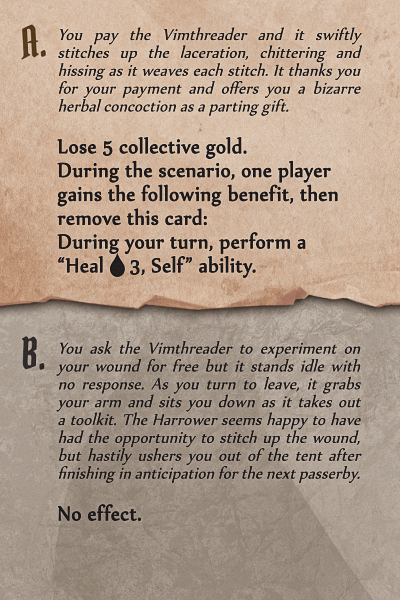 A. You pay the Vimthreader and it swiftly
stitches up the laceration, chittering and
hissing as it weaves each stitch. It thanks you
for your payment and offers you a bizarre
herbal concoction as a parting gift.
Lose 5 collective gold.
During the scenario, one player
gains the following benefit, then
remove this card:
During your turn, perform a
“Heal 3, Self” ability.
B. You ask the Vimthreader to experiment on
your wound for free but it stands idle with
no response. As you turn to leave, it grabs
your arm and sits you down as it takes out
a toolkit. The Harrower seems happy to have
had the opportunity to stitch up the wound,
but hastily ushers you out of the tent after
finishing in anticipation for the next passerby.
No effect.